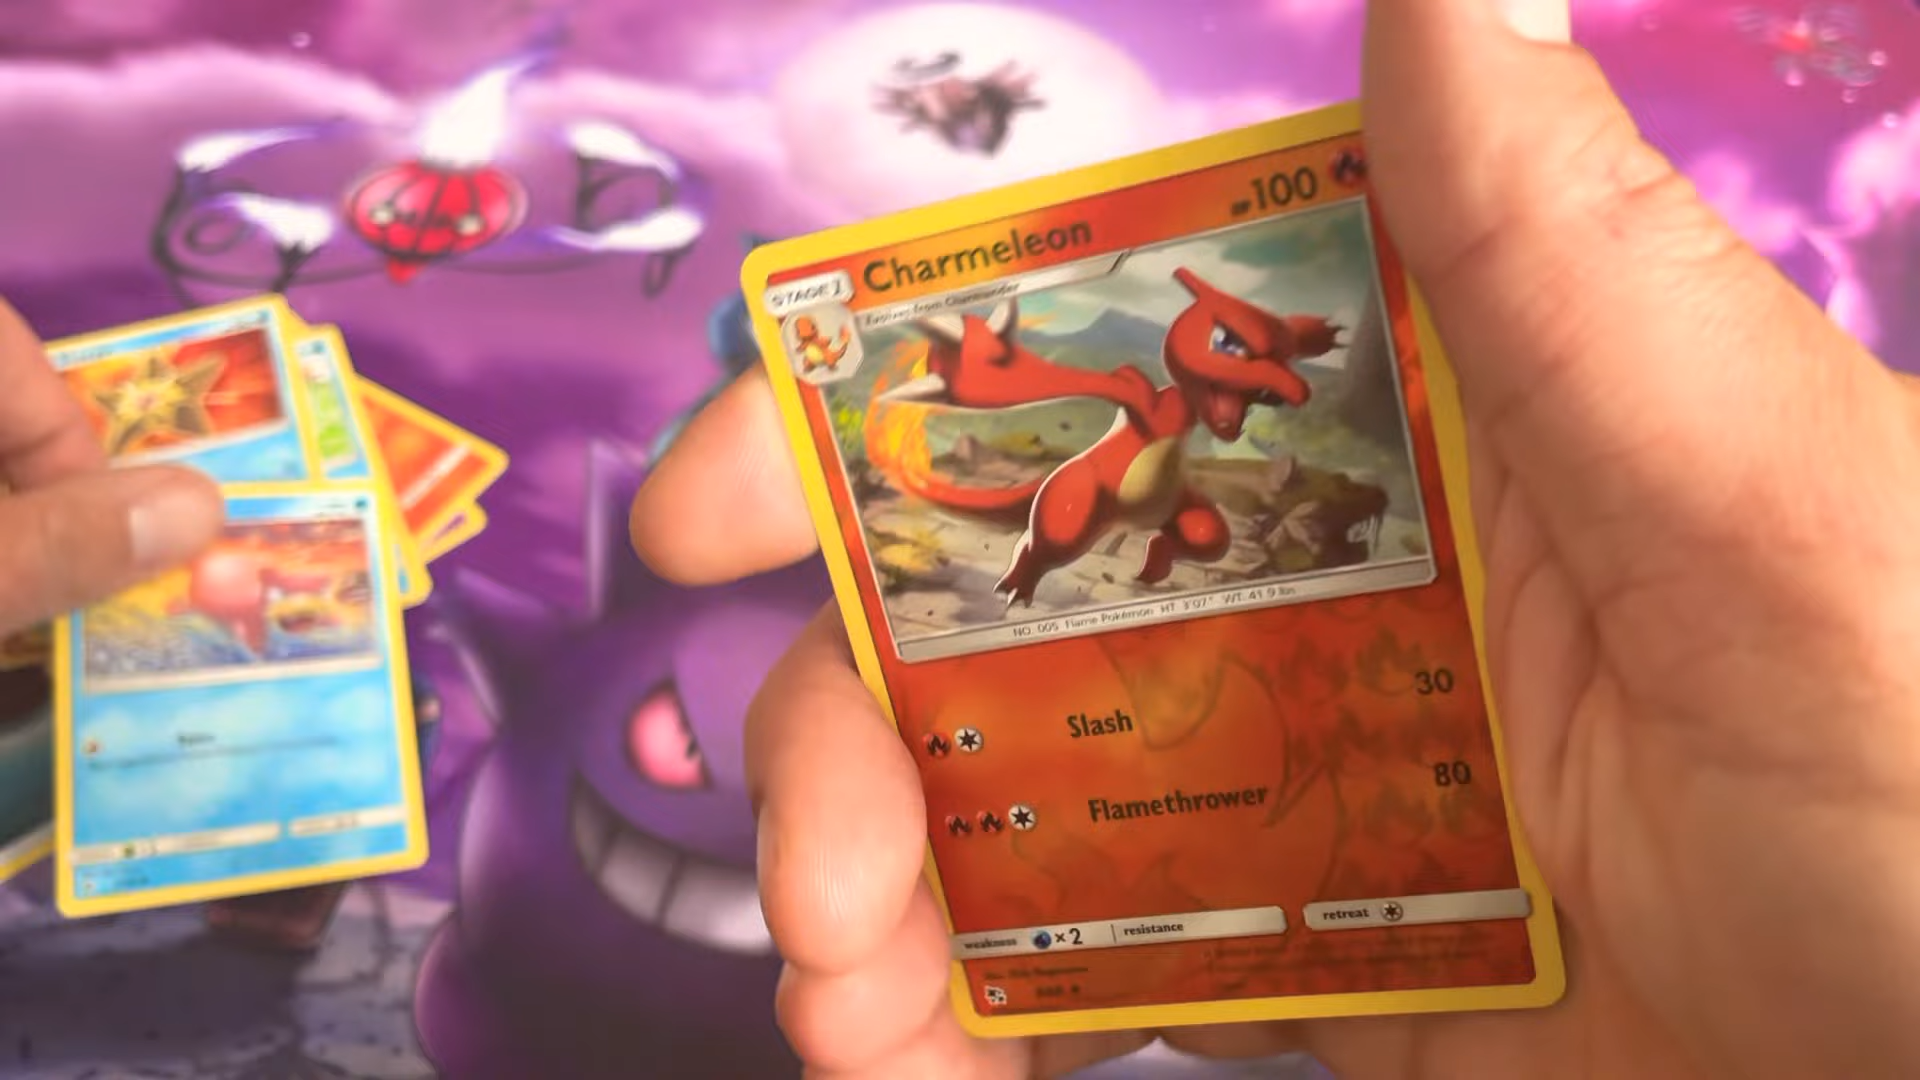 Charmeleon
HP100
STAGE 1
Evolves from Charmander
NO. 005 Flame Pokémon HT 3'07" WT. 41.9 lbs
Slash
30
Flamethrower
80
weakness
×2
resistance
retreat